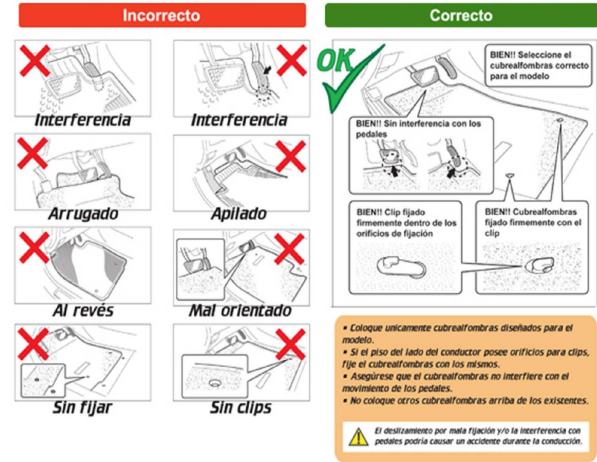 Incorrecto
Interferencia
Interferencia
Arrugado
Apilado
Al revés
Mal orientado
Sin fijar
Sin clips
Correcto
OK
BIEN!! Seleccione el
cubrealfombras correcto
para el modelo
BIEN!! Sin interferencia con los
pedales
BIEN!! Clip fijado
firmemente dentro de los
orificios de fijación
BIEN!! Cubrealfombras
fijado firmemente con el
clip
▪ Coloque unicamente cubrealfombras diseñados para el
modelo.
▪ Si el piso del lado del conductor posee orificios para clips,
fije el cubrealfombras con los mismos.
▪ Asegúrese que el cubrealfombras no interfiere con el
movimiento de los pedales.
▪ No coloque otros cubrealfombras arriba de los existentes.
El deslizamiento por mala fijación y/o la interferencia con
pedales podría causar un accidente durante la conducción.